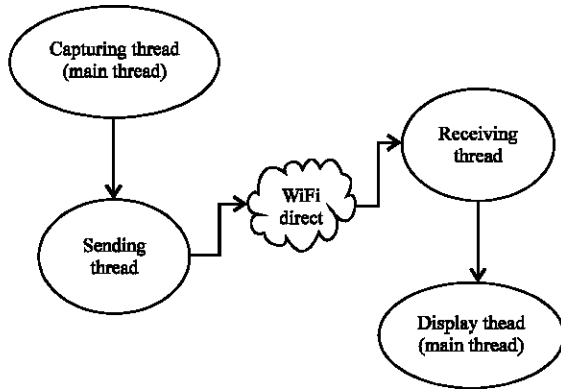 Capturing thread
(main thread)
Sending
thread
WiFi
direct
Receiving
thread
Display thead
(main thread)